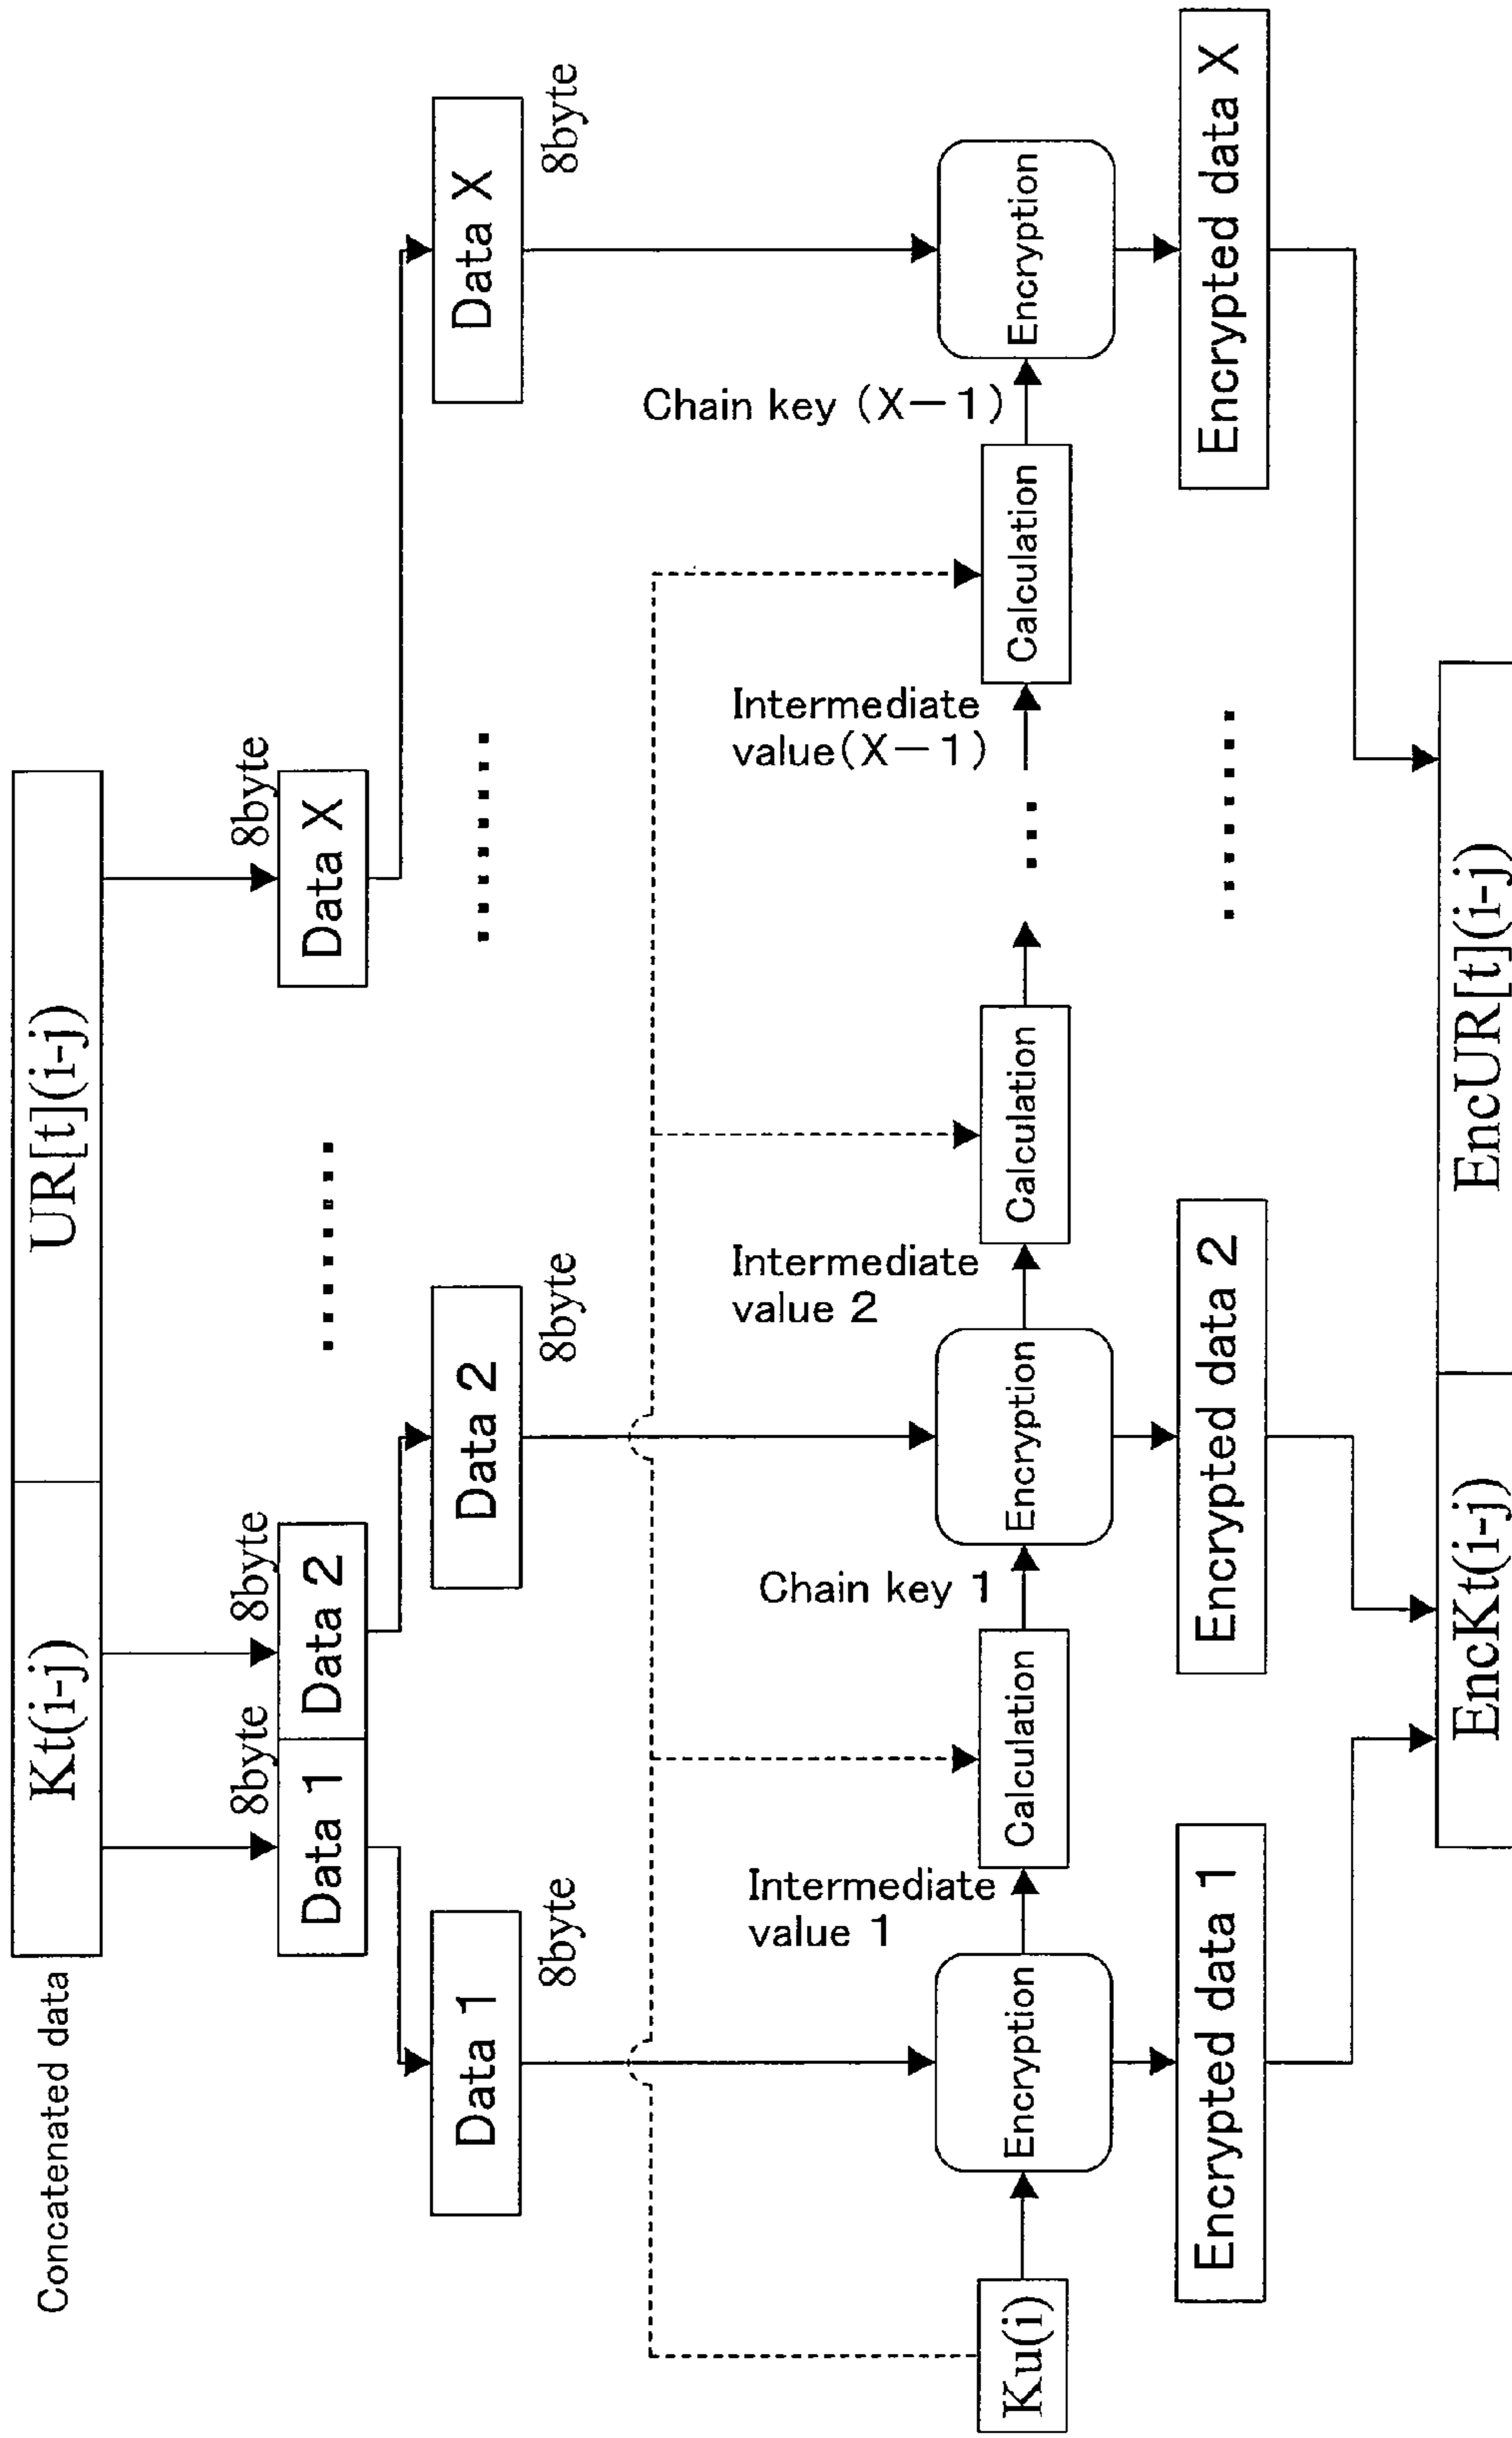 Concatenated data
Kt(i-j)
UR[t](i-j)
8byte
8byte
8byte
Data 1
Data 2
........
Data X
Data 1
8byte
Data 2
8byte
........
Data X
8byte
Ku(i)
Encryption
Intermediate
value 1
Calculation
Chain key 1
Encryption
Intermediate
value 2
Calculation
...
Intermediate
value(X−1)
Calculation
Chain key (X−1)
Encryption
Encrypted data 1
Encrypted data 2
........
Encrypted data X
EncKt(i-j)
EncUR[t](i-j)